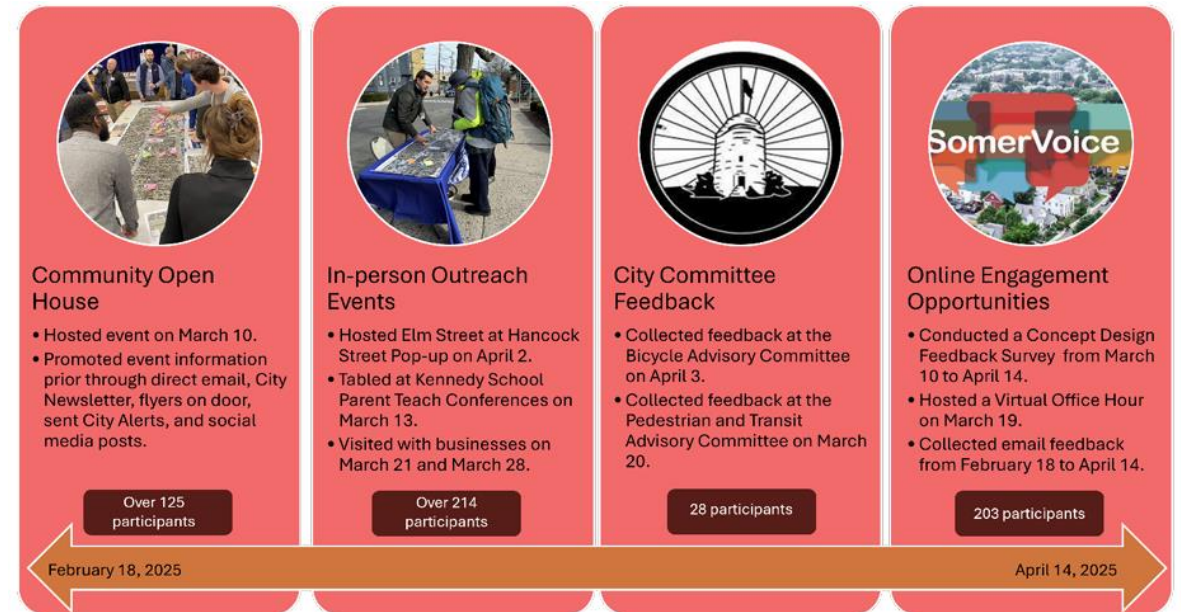 SomerVoice
Community Open
House
• Hosted event on March 10.
• Promoted event information
prior through direct email, City
Newsletter, flyers on door,
sent City Alerts, and social
media posts.
Over 125
participants
In-person Outreach
Events
• Hosted Elm Street at Hancock
Street Pop-up on April 2.
• Tabled at Kennedy School
Parent Teach Conferences on
March 13.
• Visited with businesses on
March 21 and March 28.
Over 214
participants
City Committee
Feedback
• Collected feedback at the
Bicycle Advisory Committee
on April 3.
• Collected feedback at the
Pedestrian and Transit
Advisory Committee on March
20.
28 participants
Online Engagement
Opportunities
• Conducted a Concept Design
Feedback Survey from March
10 to April 14.
• Hosted a Virtual Office Hour
on March 19.
• Collected email feedback
from February 18 to April 14.
203 participants
February 18, 2025
April 14, 2025